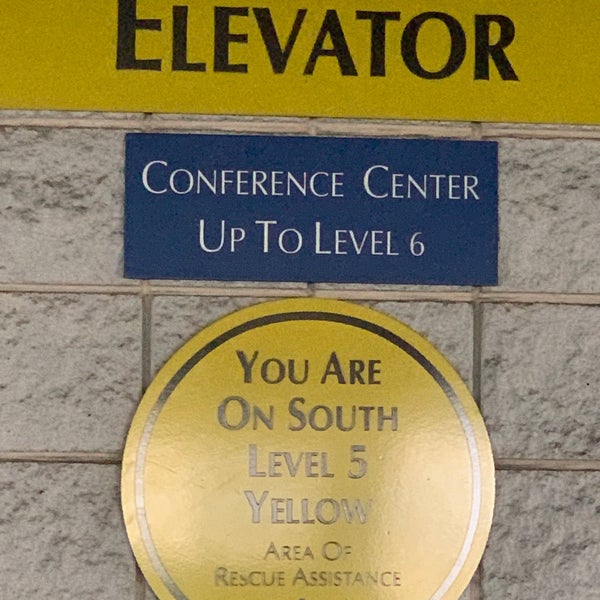 ELEVATOR
CONFERENCE CENTER
UP TO LEVEL 6
YOU ARE
ON SOUTH
LEVEL 5
YELLOW
AREA OF
RESCUE ASSISTANCE